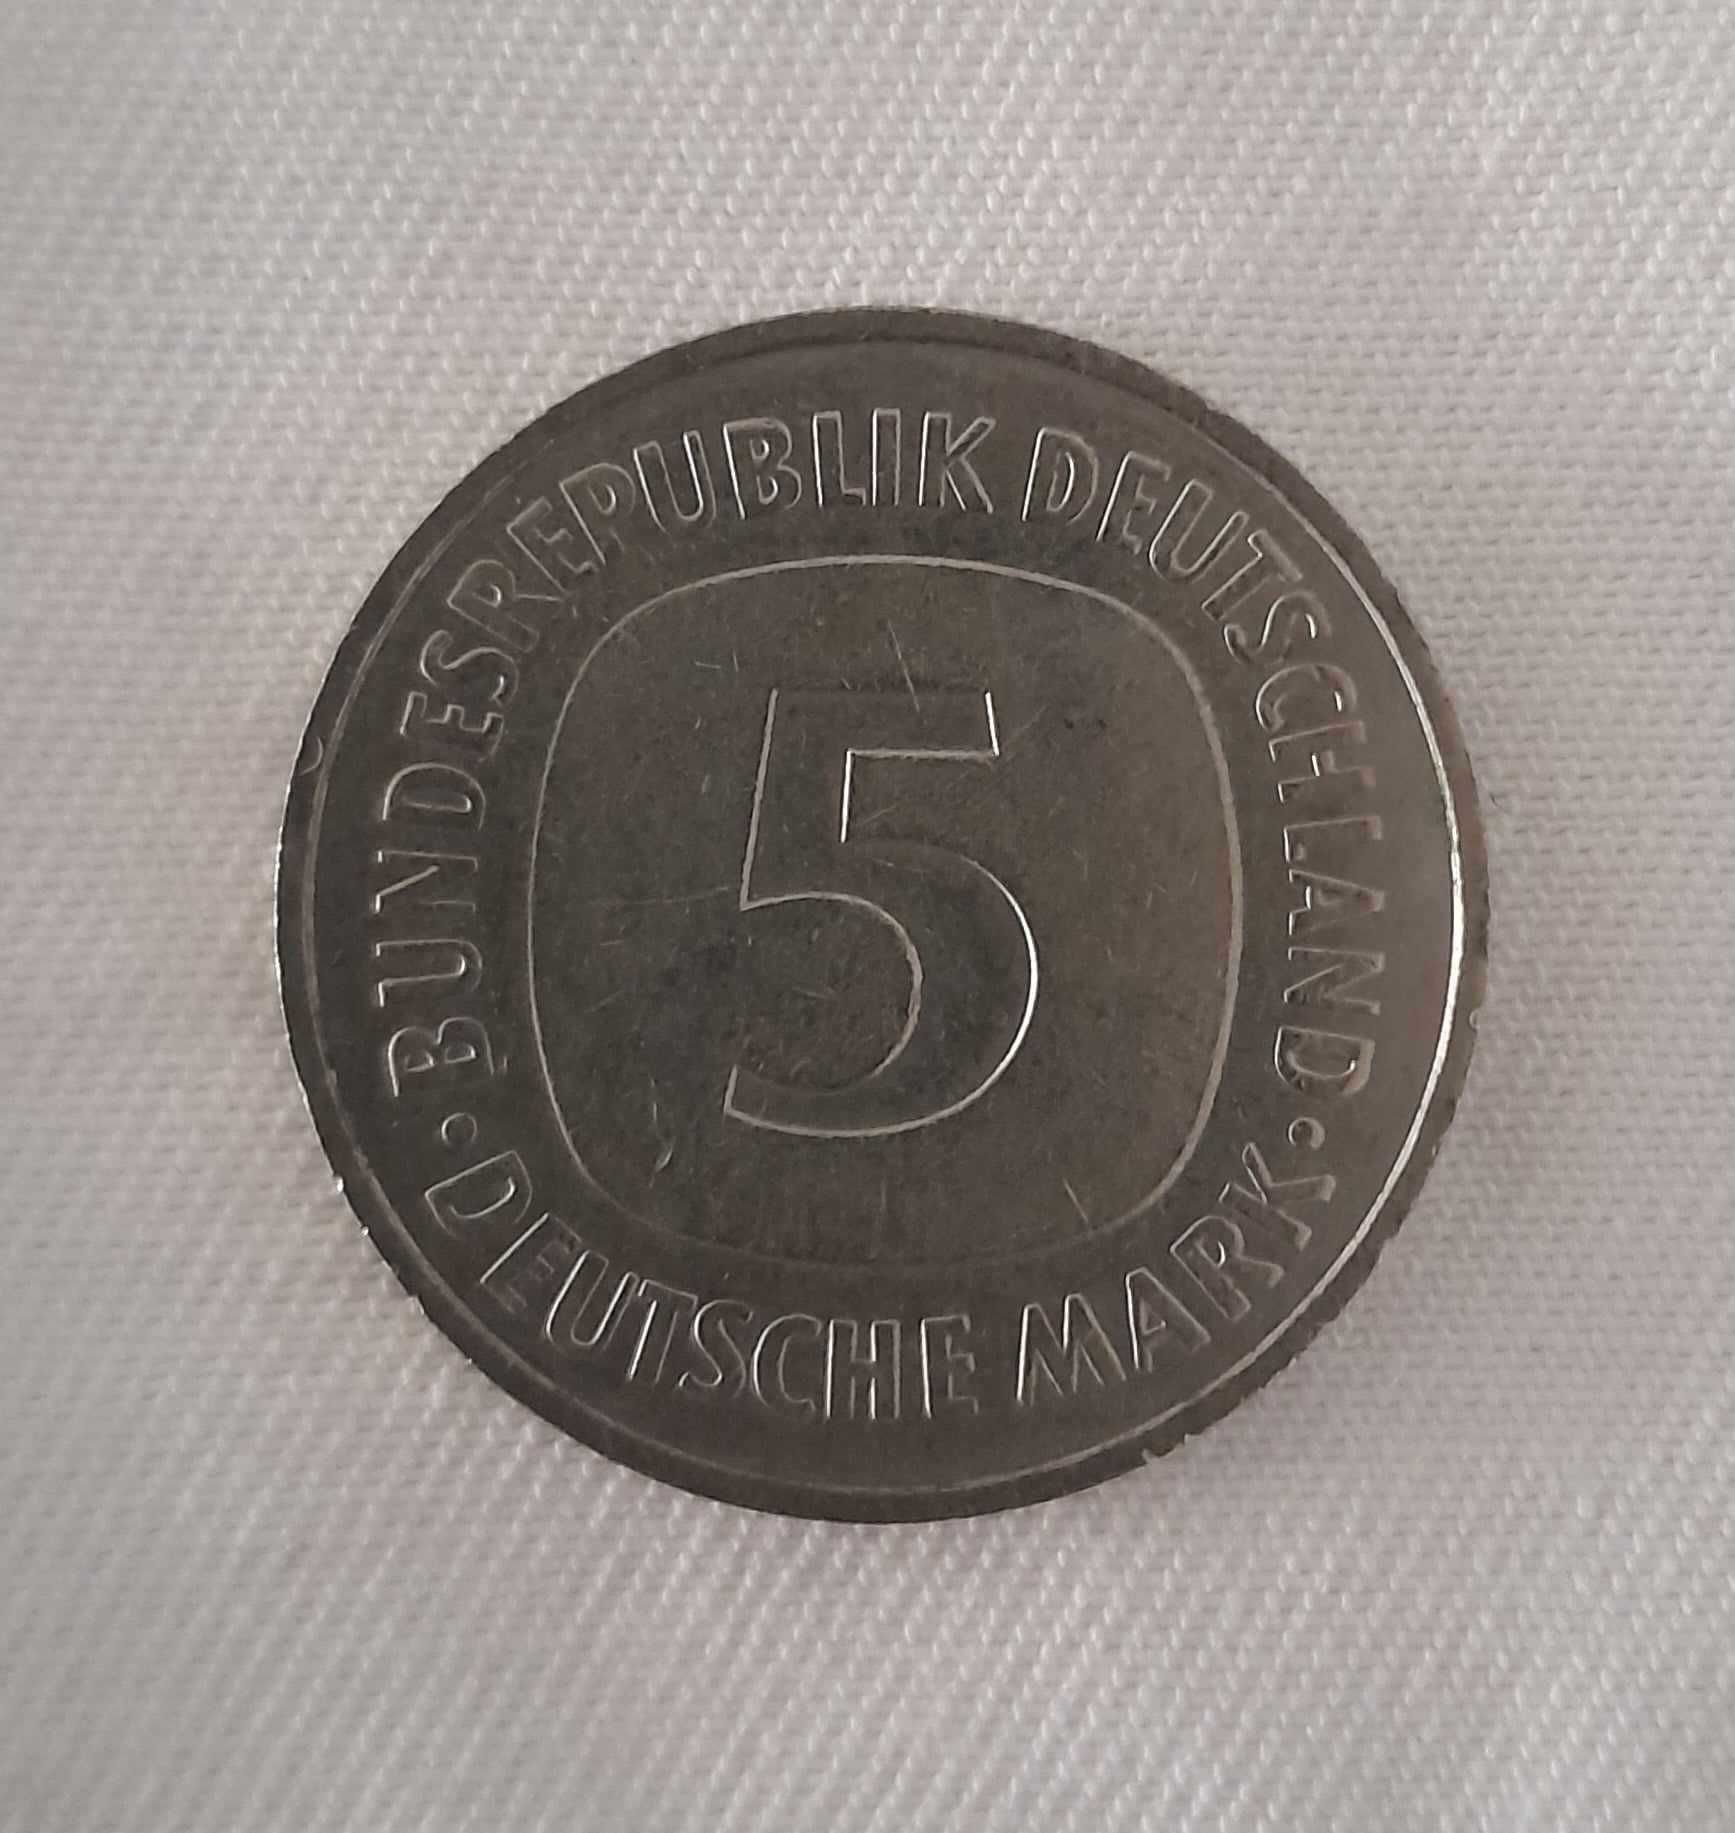 BUNDESREPUBLIK DEUTSCHLAND
5
DEUTSCHE MARK